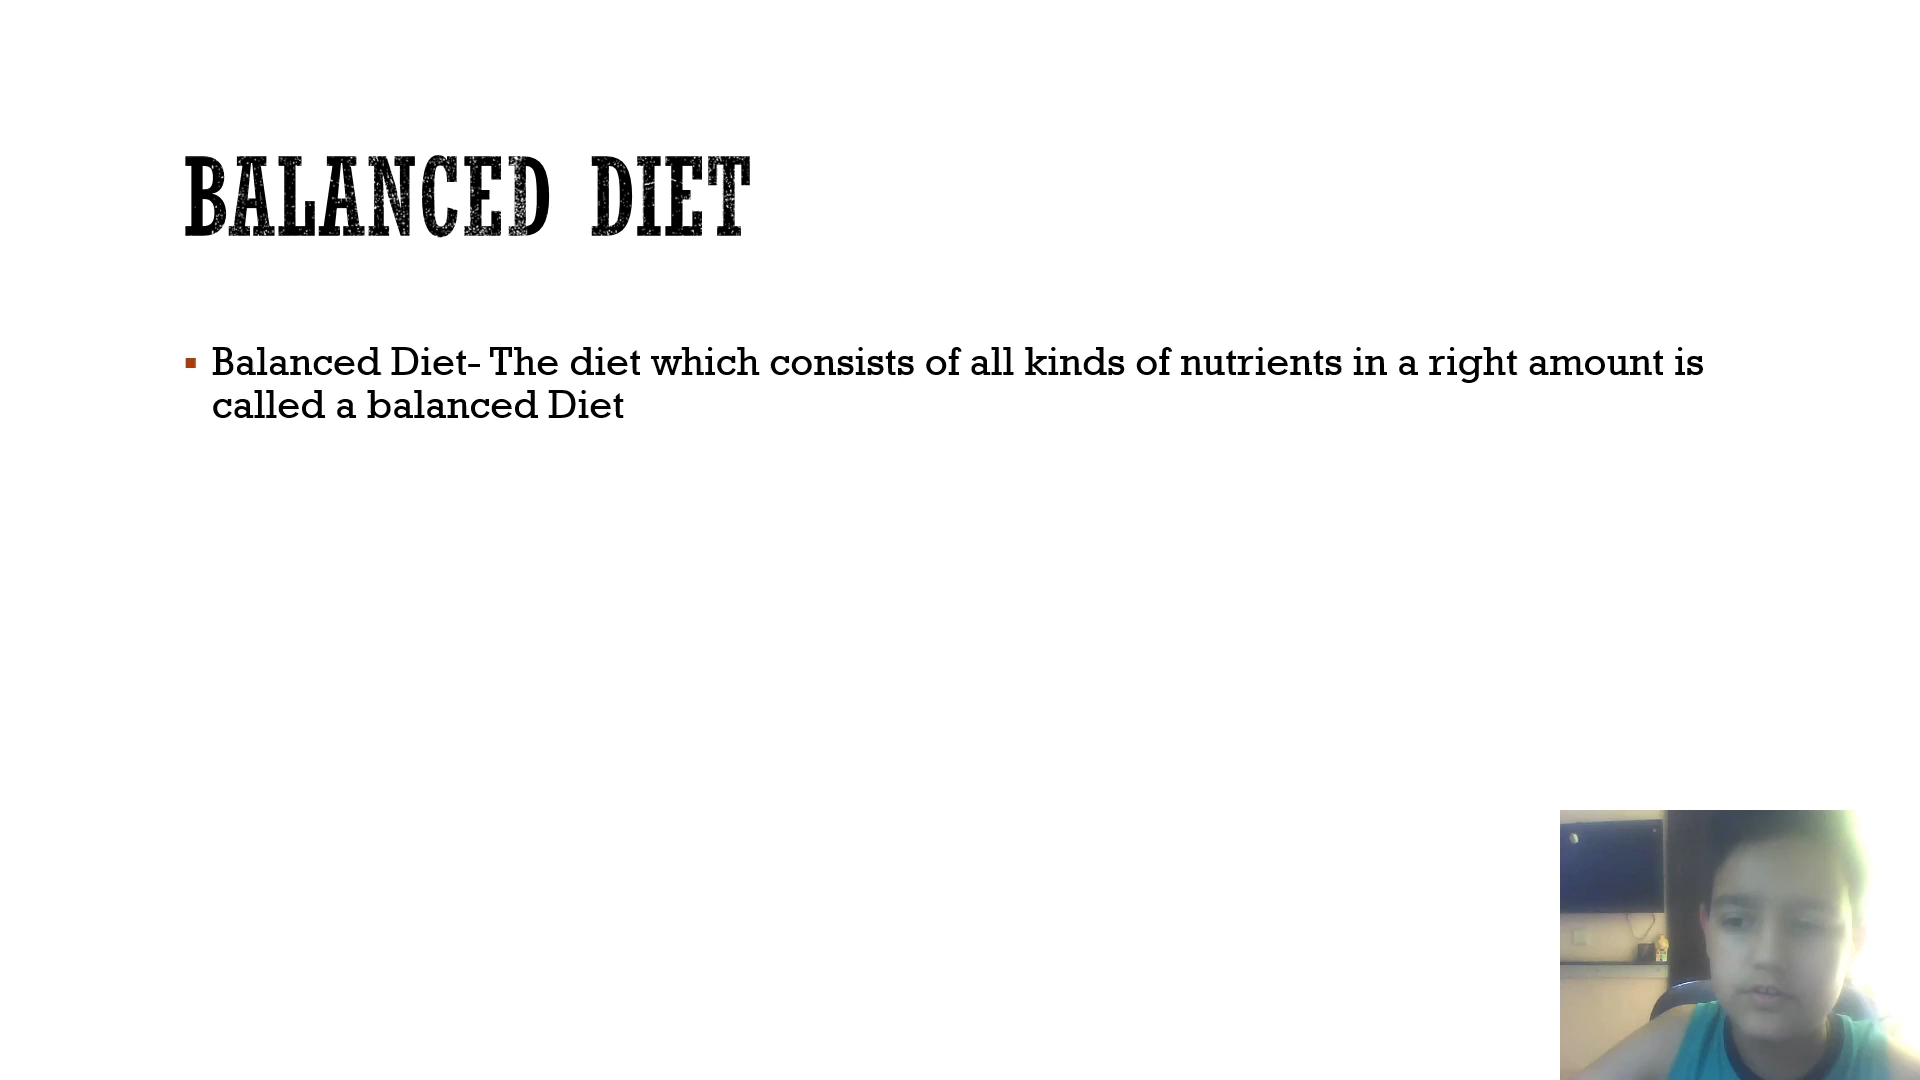 BALANCED DIET
Balanced Diet- The diet which consists of all kinds of nutrients in a right amount is
called a balanced Diet